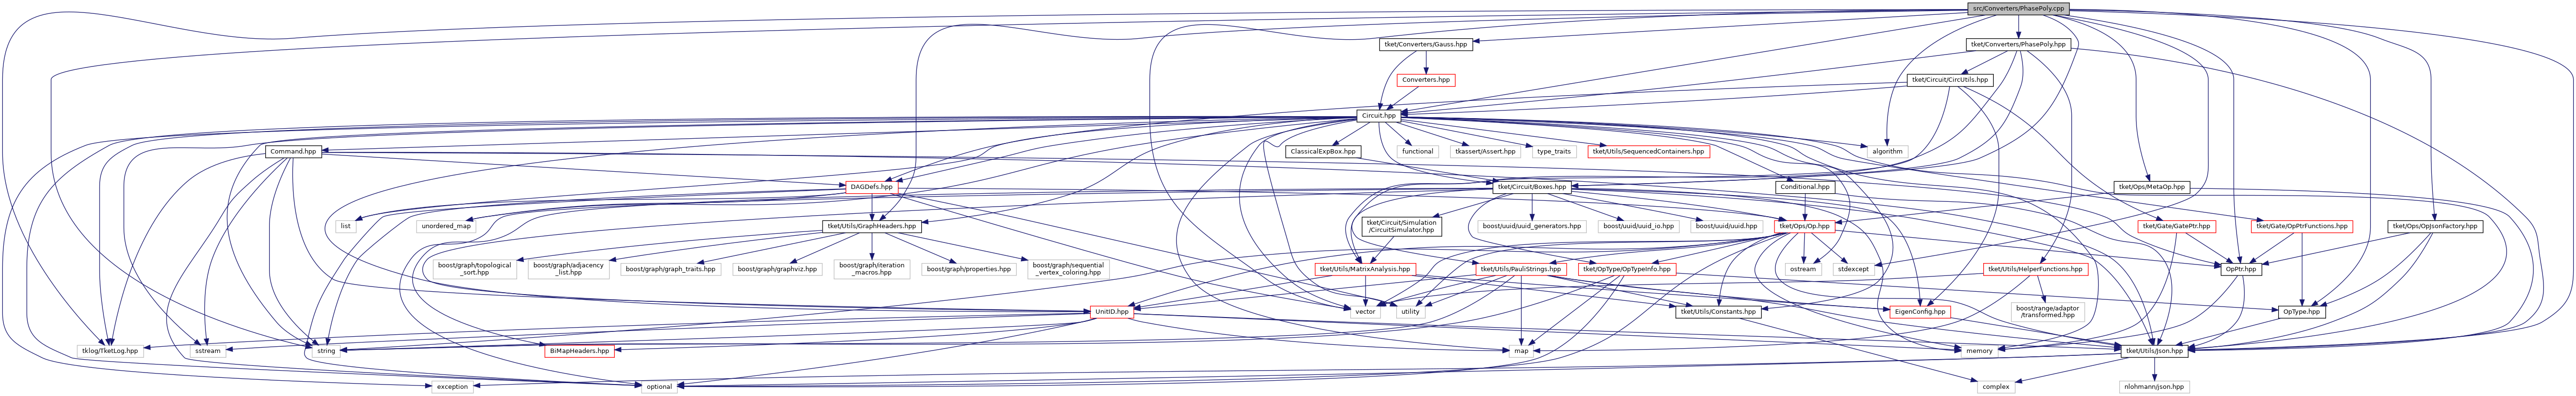 src/Converters/PhasePoly.cpp
tket/Converters/Gauss.hpp
tket/Converters/PhasePoly.hpp
Converters.hpp
tket/Circuit/CircUtils.hpp
Circuit.hpp
Command.hpp
ClassicalExpBox.hpp
functional
tkassert/Assert.hpp
type_traits
tket/Utils/SequencedContainers.hpp
algorithm
DAGDefs.hpp
tket/Circuit/Boxes.hpp
Conditional.hpp
tket/Ops/MetaOp.hpp
list
unordered_map
tket/Utils/GraphHeaders.hpp
tket/Circuit/Simulation
/CircuitSimulator.hpp
boost/uuid/uuid_generators.hpp
boost/uuid/uuid_io.hpp
boost/uuid/uuid.hpp
tket/Ops/Op.hpp
tket/Gate/GatePtr.hpp
tket/Gate/OpPtrFunctions.hpp
tket/Ops/OpJsonFactory.hpp
boost/graph/topological
_sort.hpp
boost/graph/adjacency
_list.hpp
boost/graph/graph_traits.hpp
boost/graph/graphviz.hpp
boost/graph/iteration
_macros.hpp
boost/graph/properties.hpp
boost/graph/sequential
_vertex_coloring.hpp
tket/Utils/MatrixAnalysis.hpp
tket/Utils/PauliStrings.hpp
tket/OpType/OpTypeInfo.hpp
ostream
stdexcept
tket/Utils/HelperFunctions.hpp
OpPtr.hpp
UnitID.hpp
vector
utility
tket/Utils/Constants.hpp
EigenConfig.hpp
boost/range/adaptor
/transformed.hpp
OpType.hpp
tklog/TketLog.hpp
sstream
string
BiMapHeaders.hpp
map
memory
tket/Utils/Json.hpp
exception
optional
complex
nlohmann/json.hpp